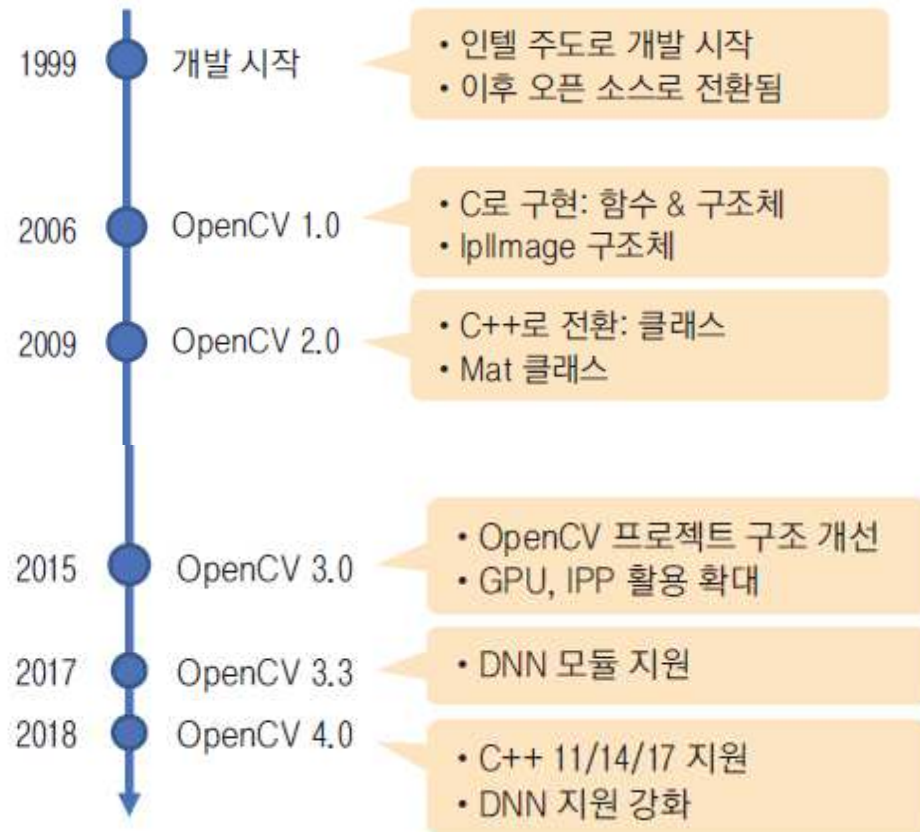 1999 개발 시작
• 인텔 주도로 개발 시작
• 이후 오픈 소스로 전환됨
2006 OpenCV 1.0
• C로 구현: 함수 & 구조체
• IplImage 구조체
2009 OpenCV 2.0
• C++로 전환: 클래스
• Mat 클래스
2015 OpenCV 3.0
• OpenCV 프로젝트 구조 개선
• GPU, IPP 활용 확대
2017 OpenCV 3.3
• DNN 모듈 지원
2018 OpenCV 4.0
• C++ 11/14/17 지원
• DNN 지원 강화